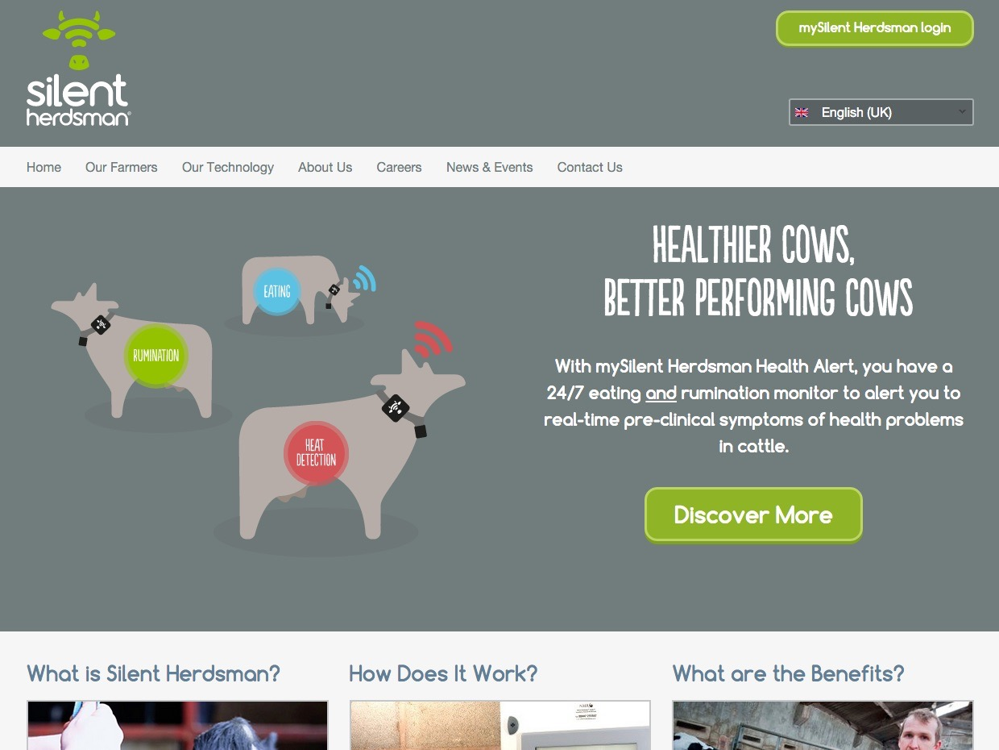 mySilent Herdsman login
silent
herdsman®
English (UK)
Home Our Farmers Our Technology About Us Careers News & Events Contact Us
HEALTHIER COWS,
BETTER PERFORMING COWS
EATING
RUMINATION
HEAT
DETECTION
With mySilent Herdsman Health Alert, you have a
24/7 eating and rumination monitor to alert you to
real-time pre-clinical symptoms of health problems
in cattle.
Discover More
What is Silent Herdsman? How Does It Work? What are the Benefits?